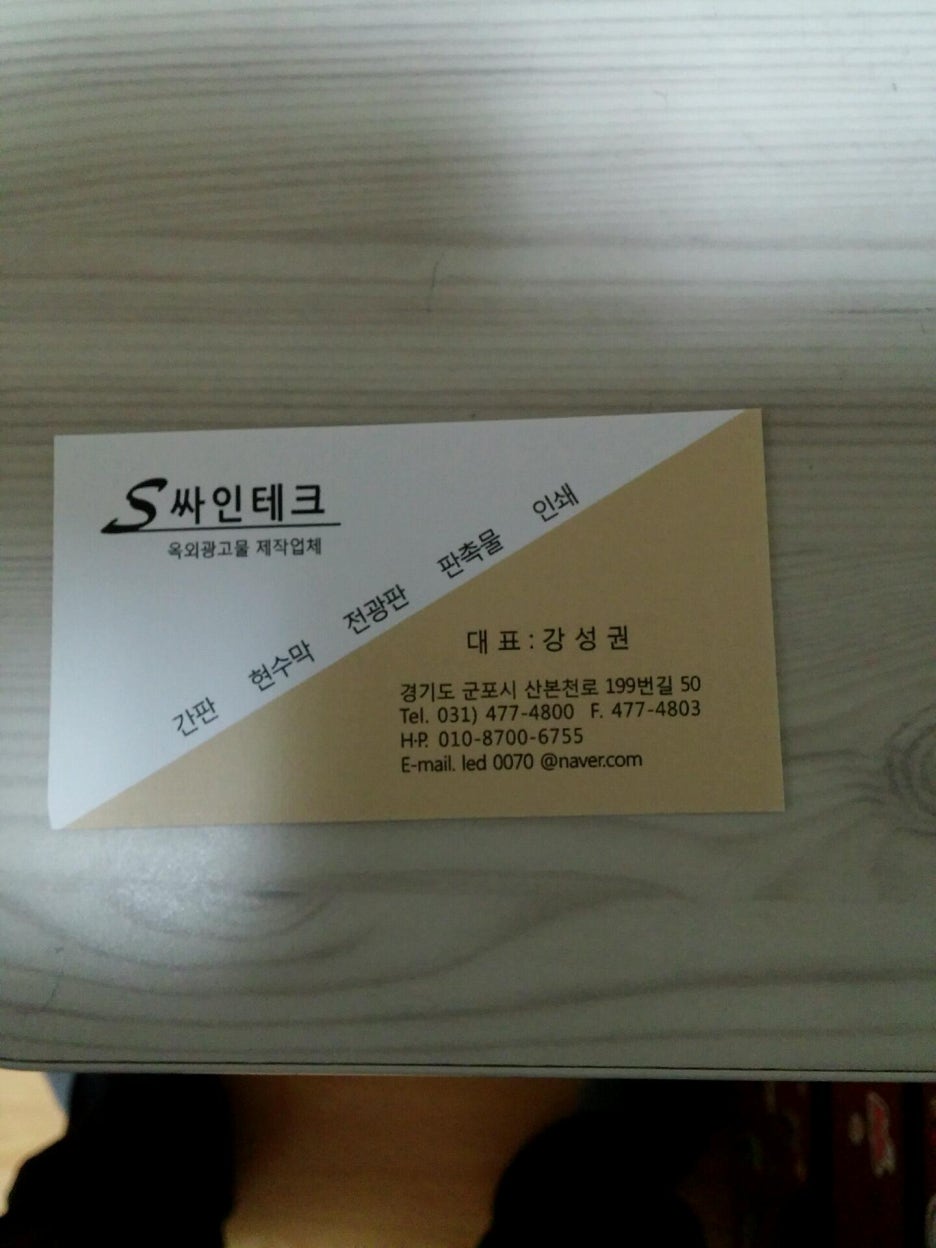 S싸인테크
옥외광고물 제작업체
간판 현수막 전광판 판촉물 인쇄
대 표 : 강 성 권
경기도 군포시 산본천로 199번길 50
Tel. 031) 477-4800 F. 477-4803
H·P. 010-8700-6755
E-mail. led 0070 @naver.com